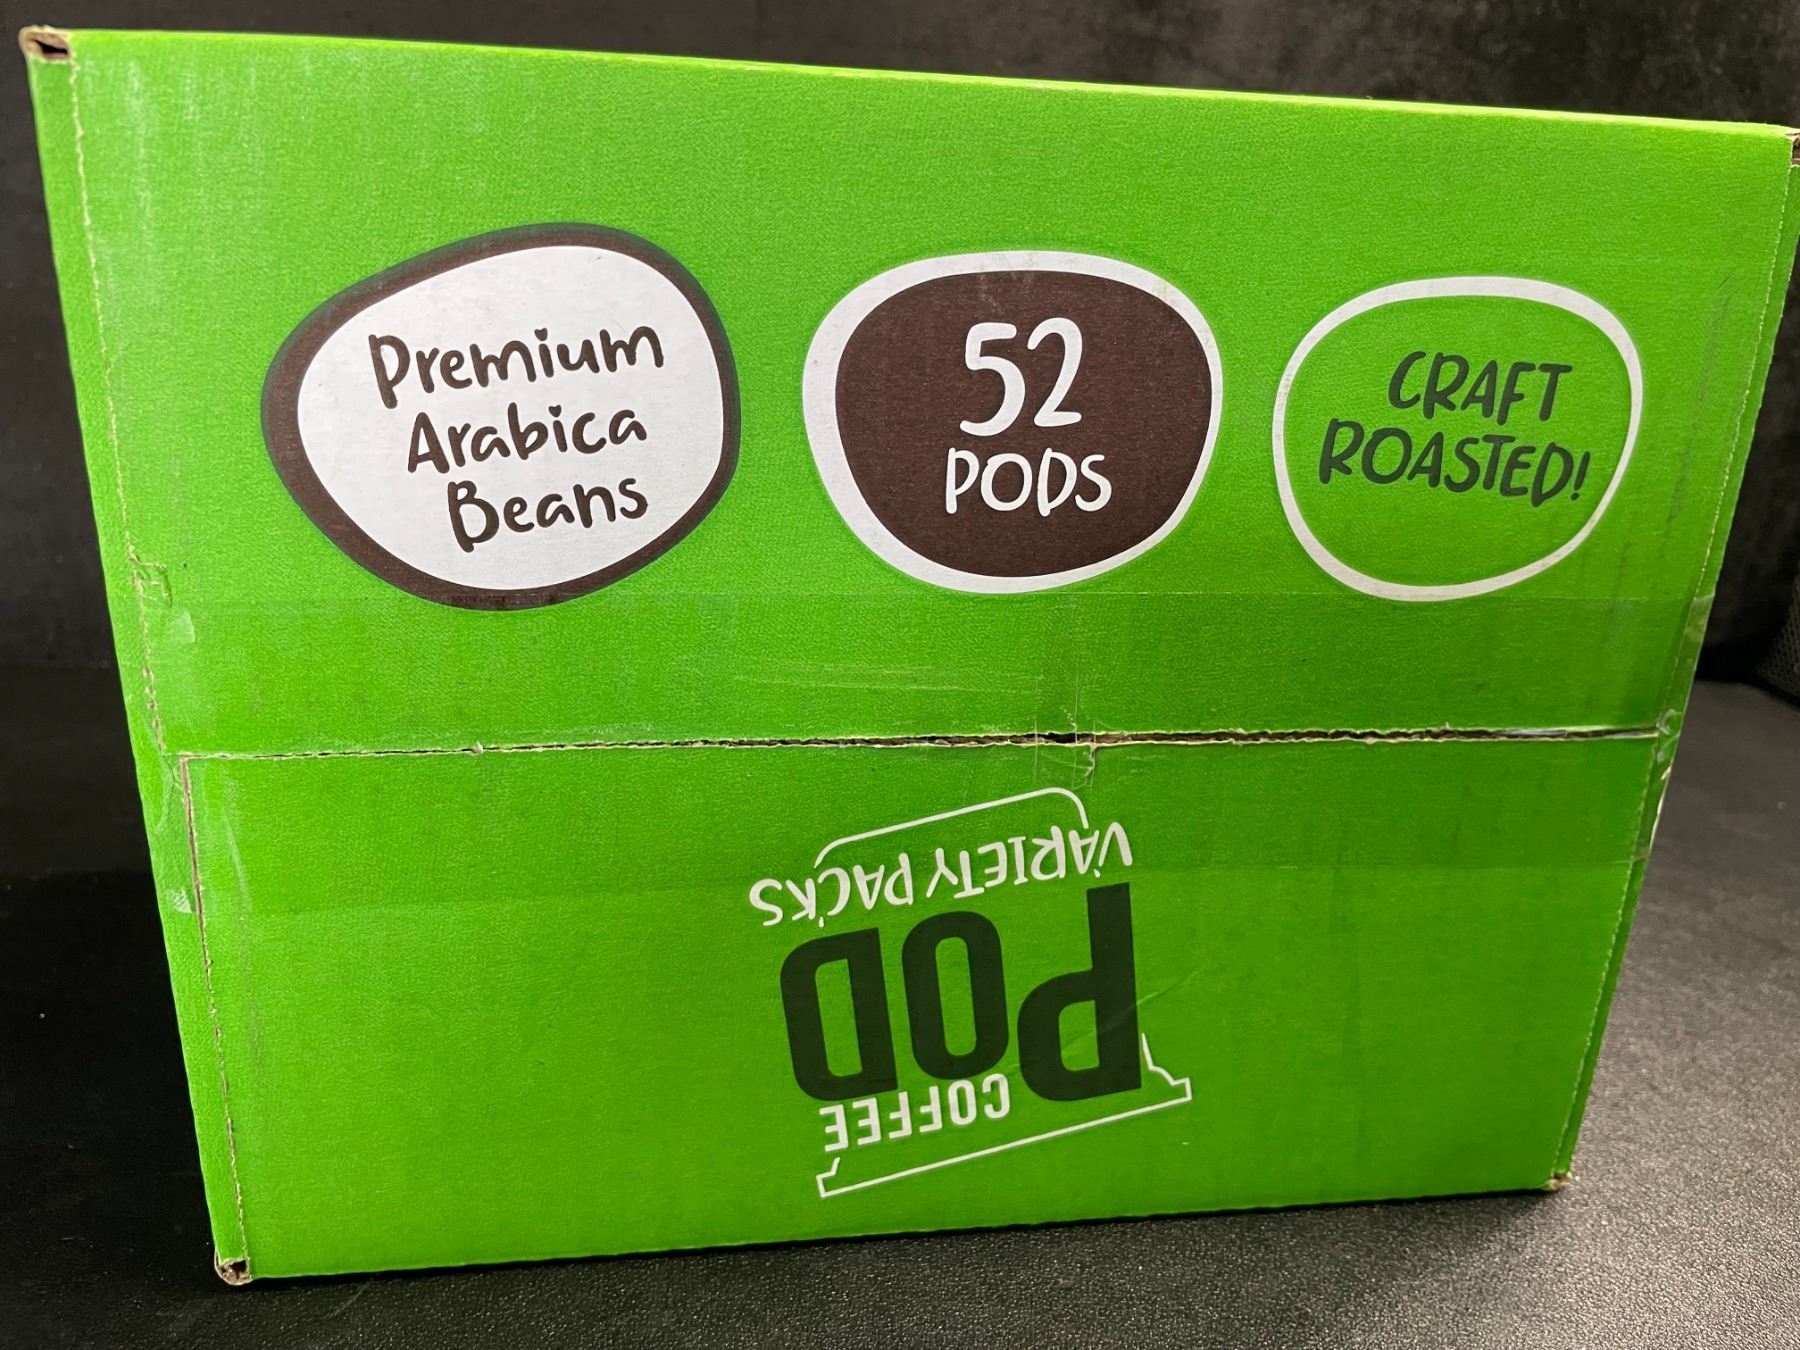 Premium
Arabica
Beans
52
PODS
CRAFT
ROASTED!
COFFEE
POD
VARIETY PACKS